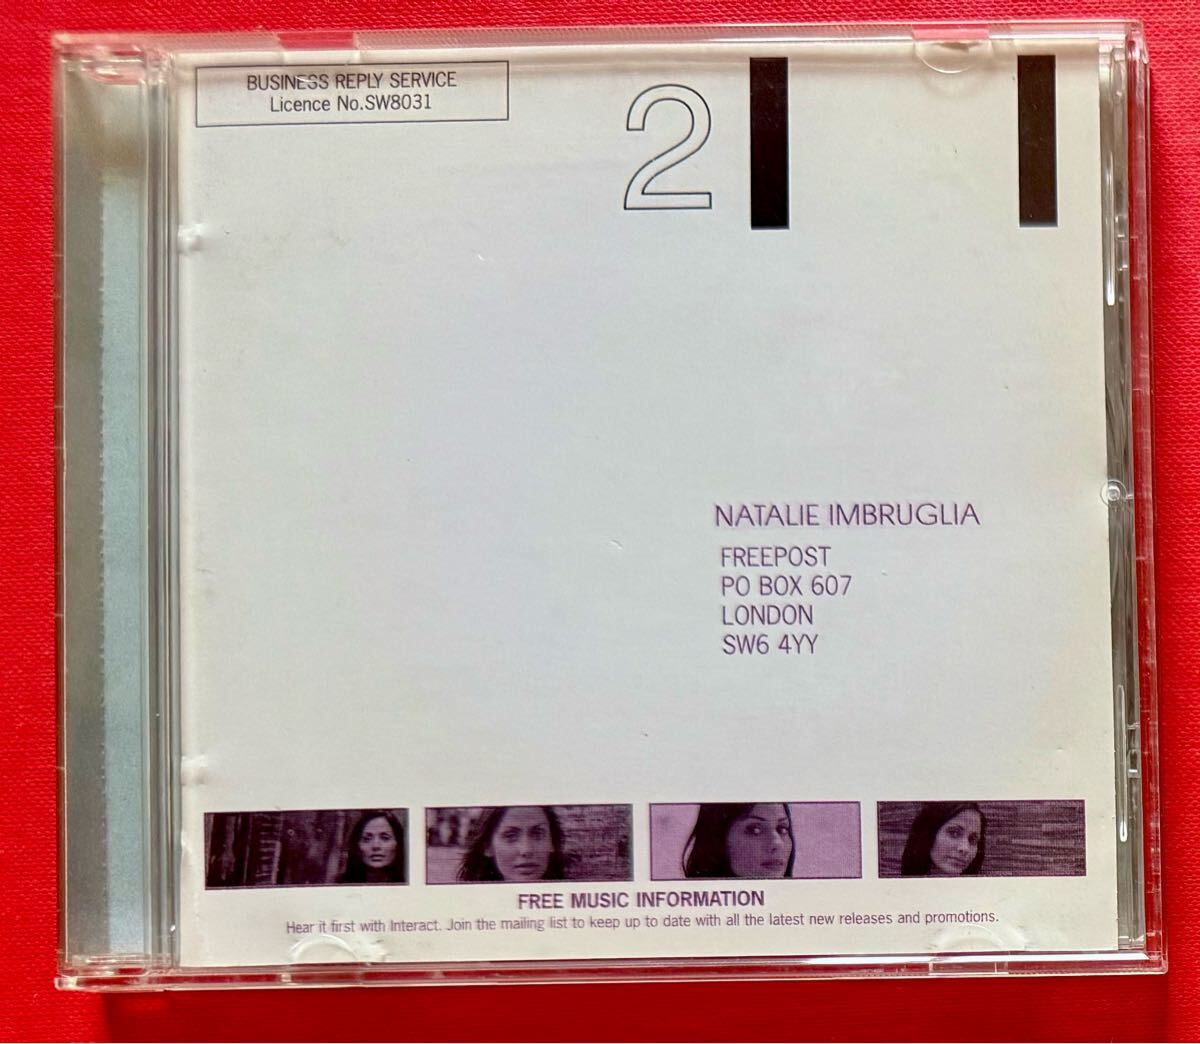 BUSINESS REPLY SERVICE
Licence No.SW8031
2
NATALIE IMBRUGLIA
FREEPOST
PO BOX 607
LONDON
SW6 4YY
FREE MUSIC INFORMATION
Hear it first with Interact. Join the mailing list to keep up to date with all the latest new releases and promotions.